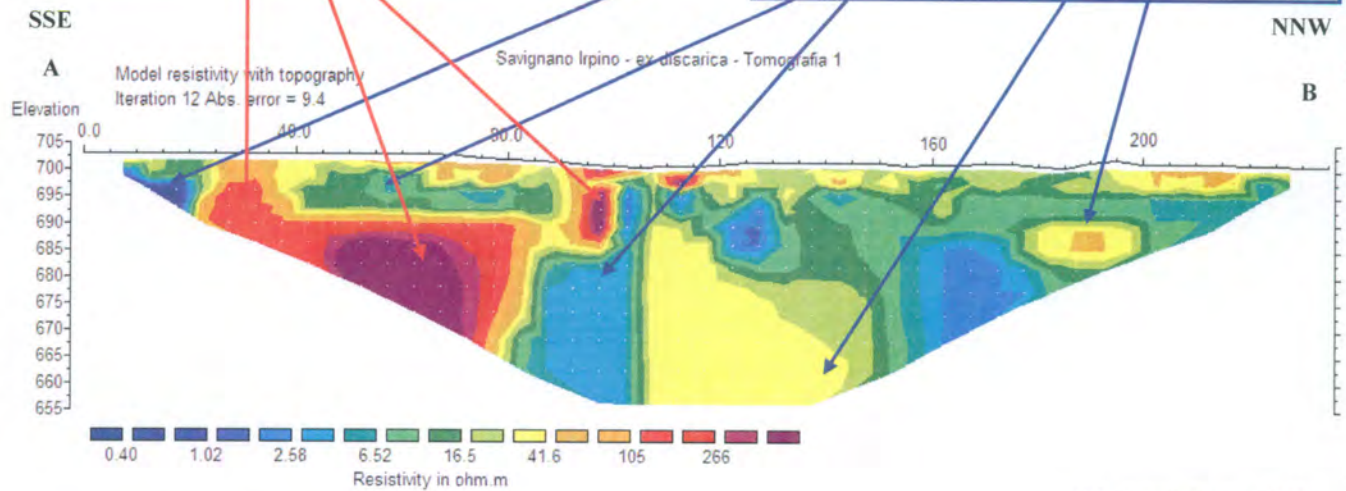 SSE
NNW
Savignano Irpino - ex discarica - Tomografia 1
A
Model resistivity with topography
B
Iteration 12 Abs. error = 9.4
Elevation
0.0 40.0 80.0 120 160 200
705
700
695
690
685
680
675
670
665
660
655
0.40 1.02 2.58 6.52 16.5 41.6 105 266
Resistivity in ohm.m